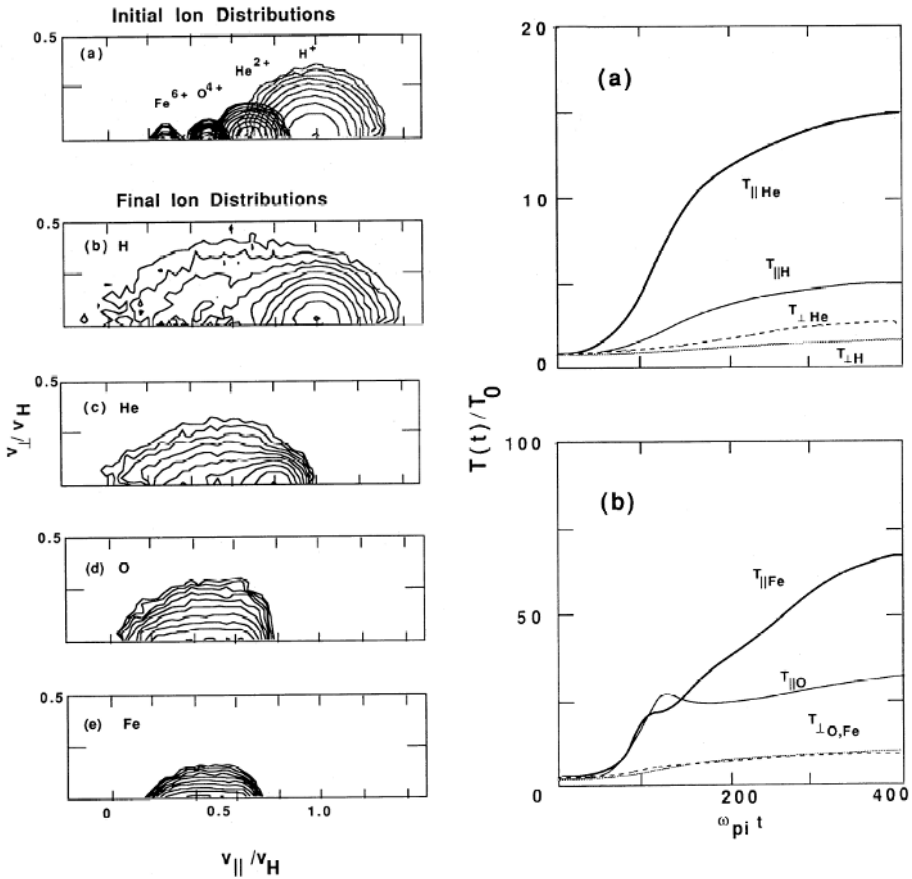 Initial Ion Distributions
0.5
(a)
Fe6+
O4+
He2+
H+
Final Ion Distributions
0.5
(b) H
0.5
(c) He
v⊥/vH
0.5
(d) O
0.5
(e) Fe
0
0.5
1.0
v||/vH
20
(a)
T||He
10
T||H
T⊥He
T⊥H
0
T(t)/T0
100
(b)
T||Fe
50
T||O
T⊥O,Fe
0
200
400
ωpi t